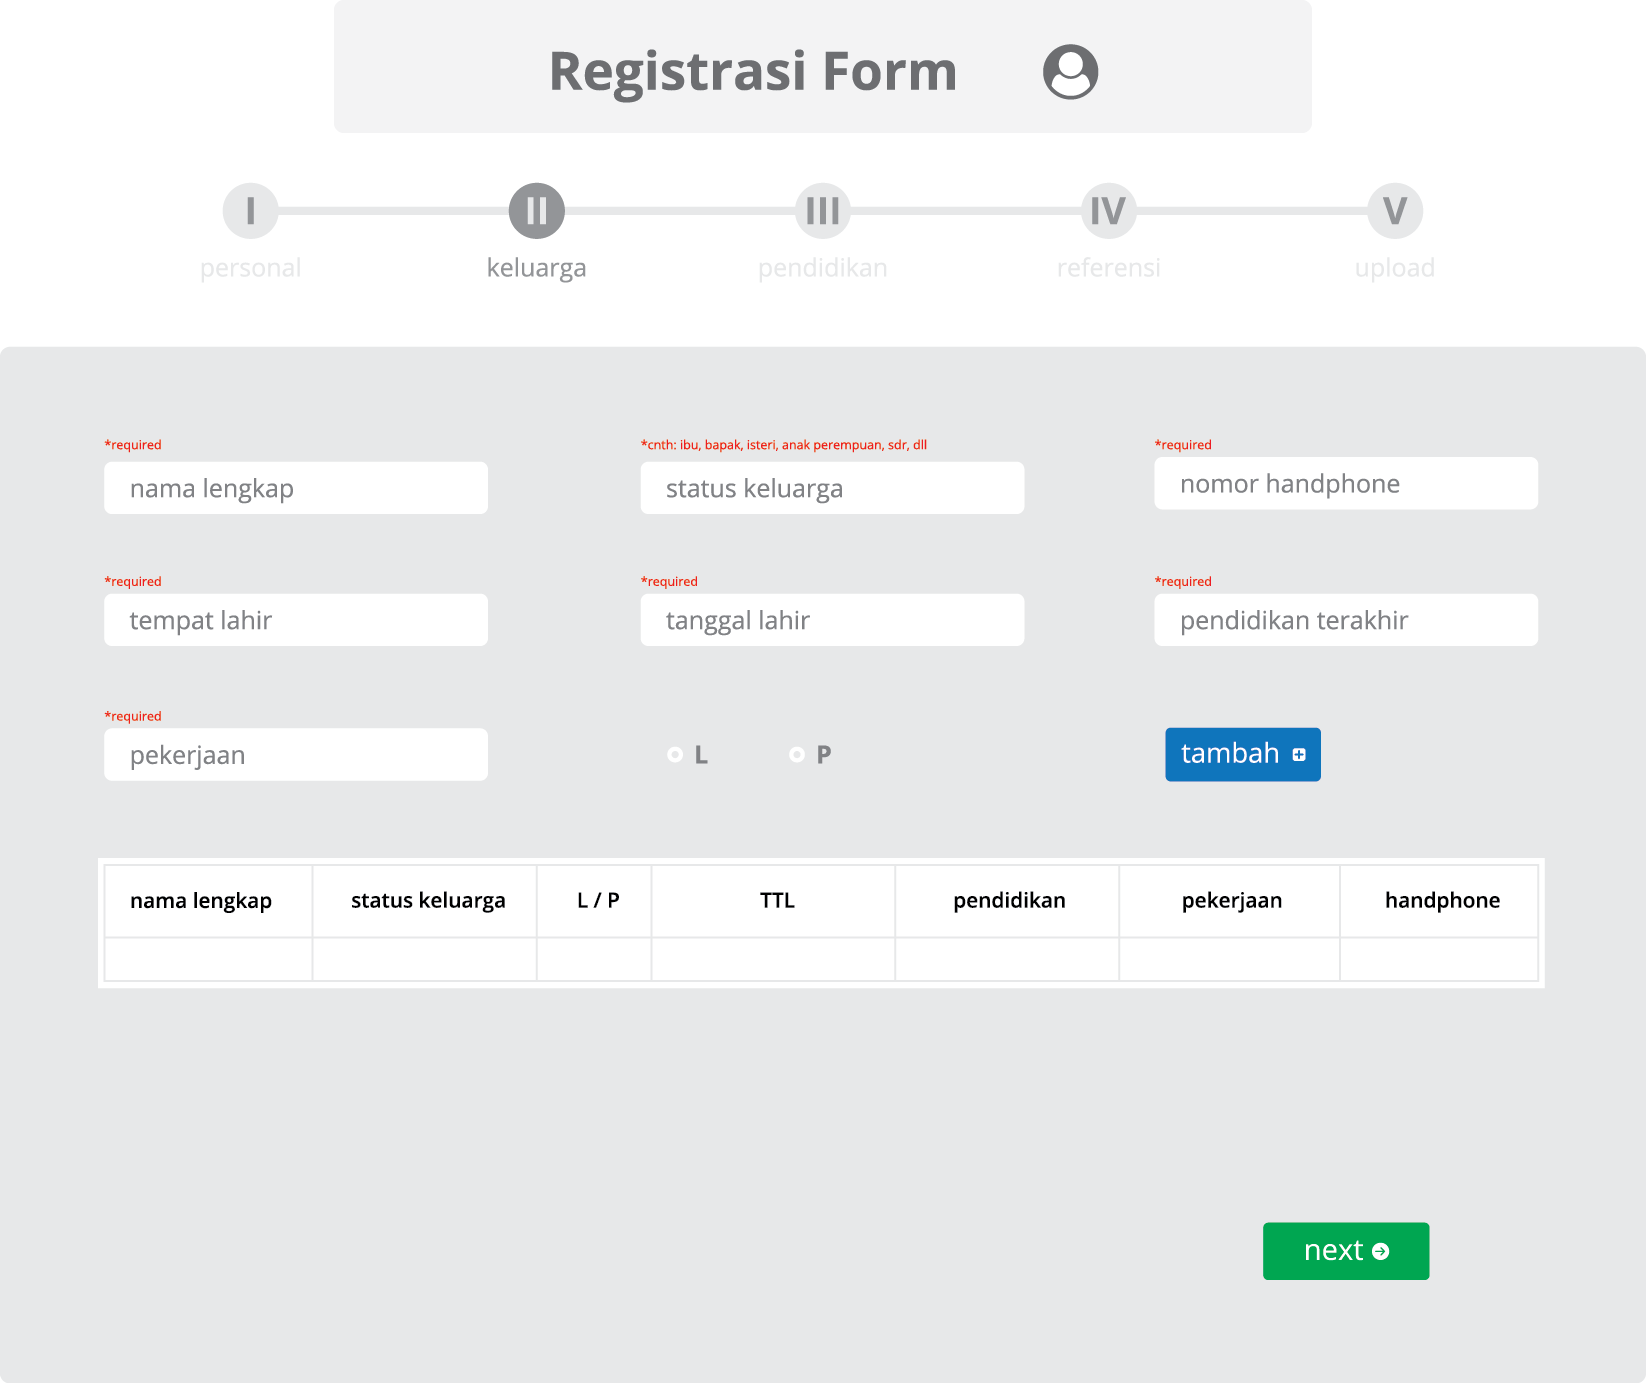 Registrasi Form
I II III IV V
personal keluarga pendidikan referensi upload
*required *cnth: ibu, bapak, isteri, anak perempuan, sdr, dll *required
nama lengkap status keluarga nomor handphone
*required *required *required
tempat lahir tanggal lahir pendidikan terakhir
*required
pekerjaan L P tambah
nama lengkap status keluarga L / P TTL pendidikan pekerjaan handphone
next